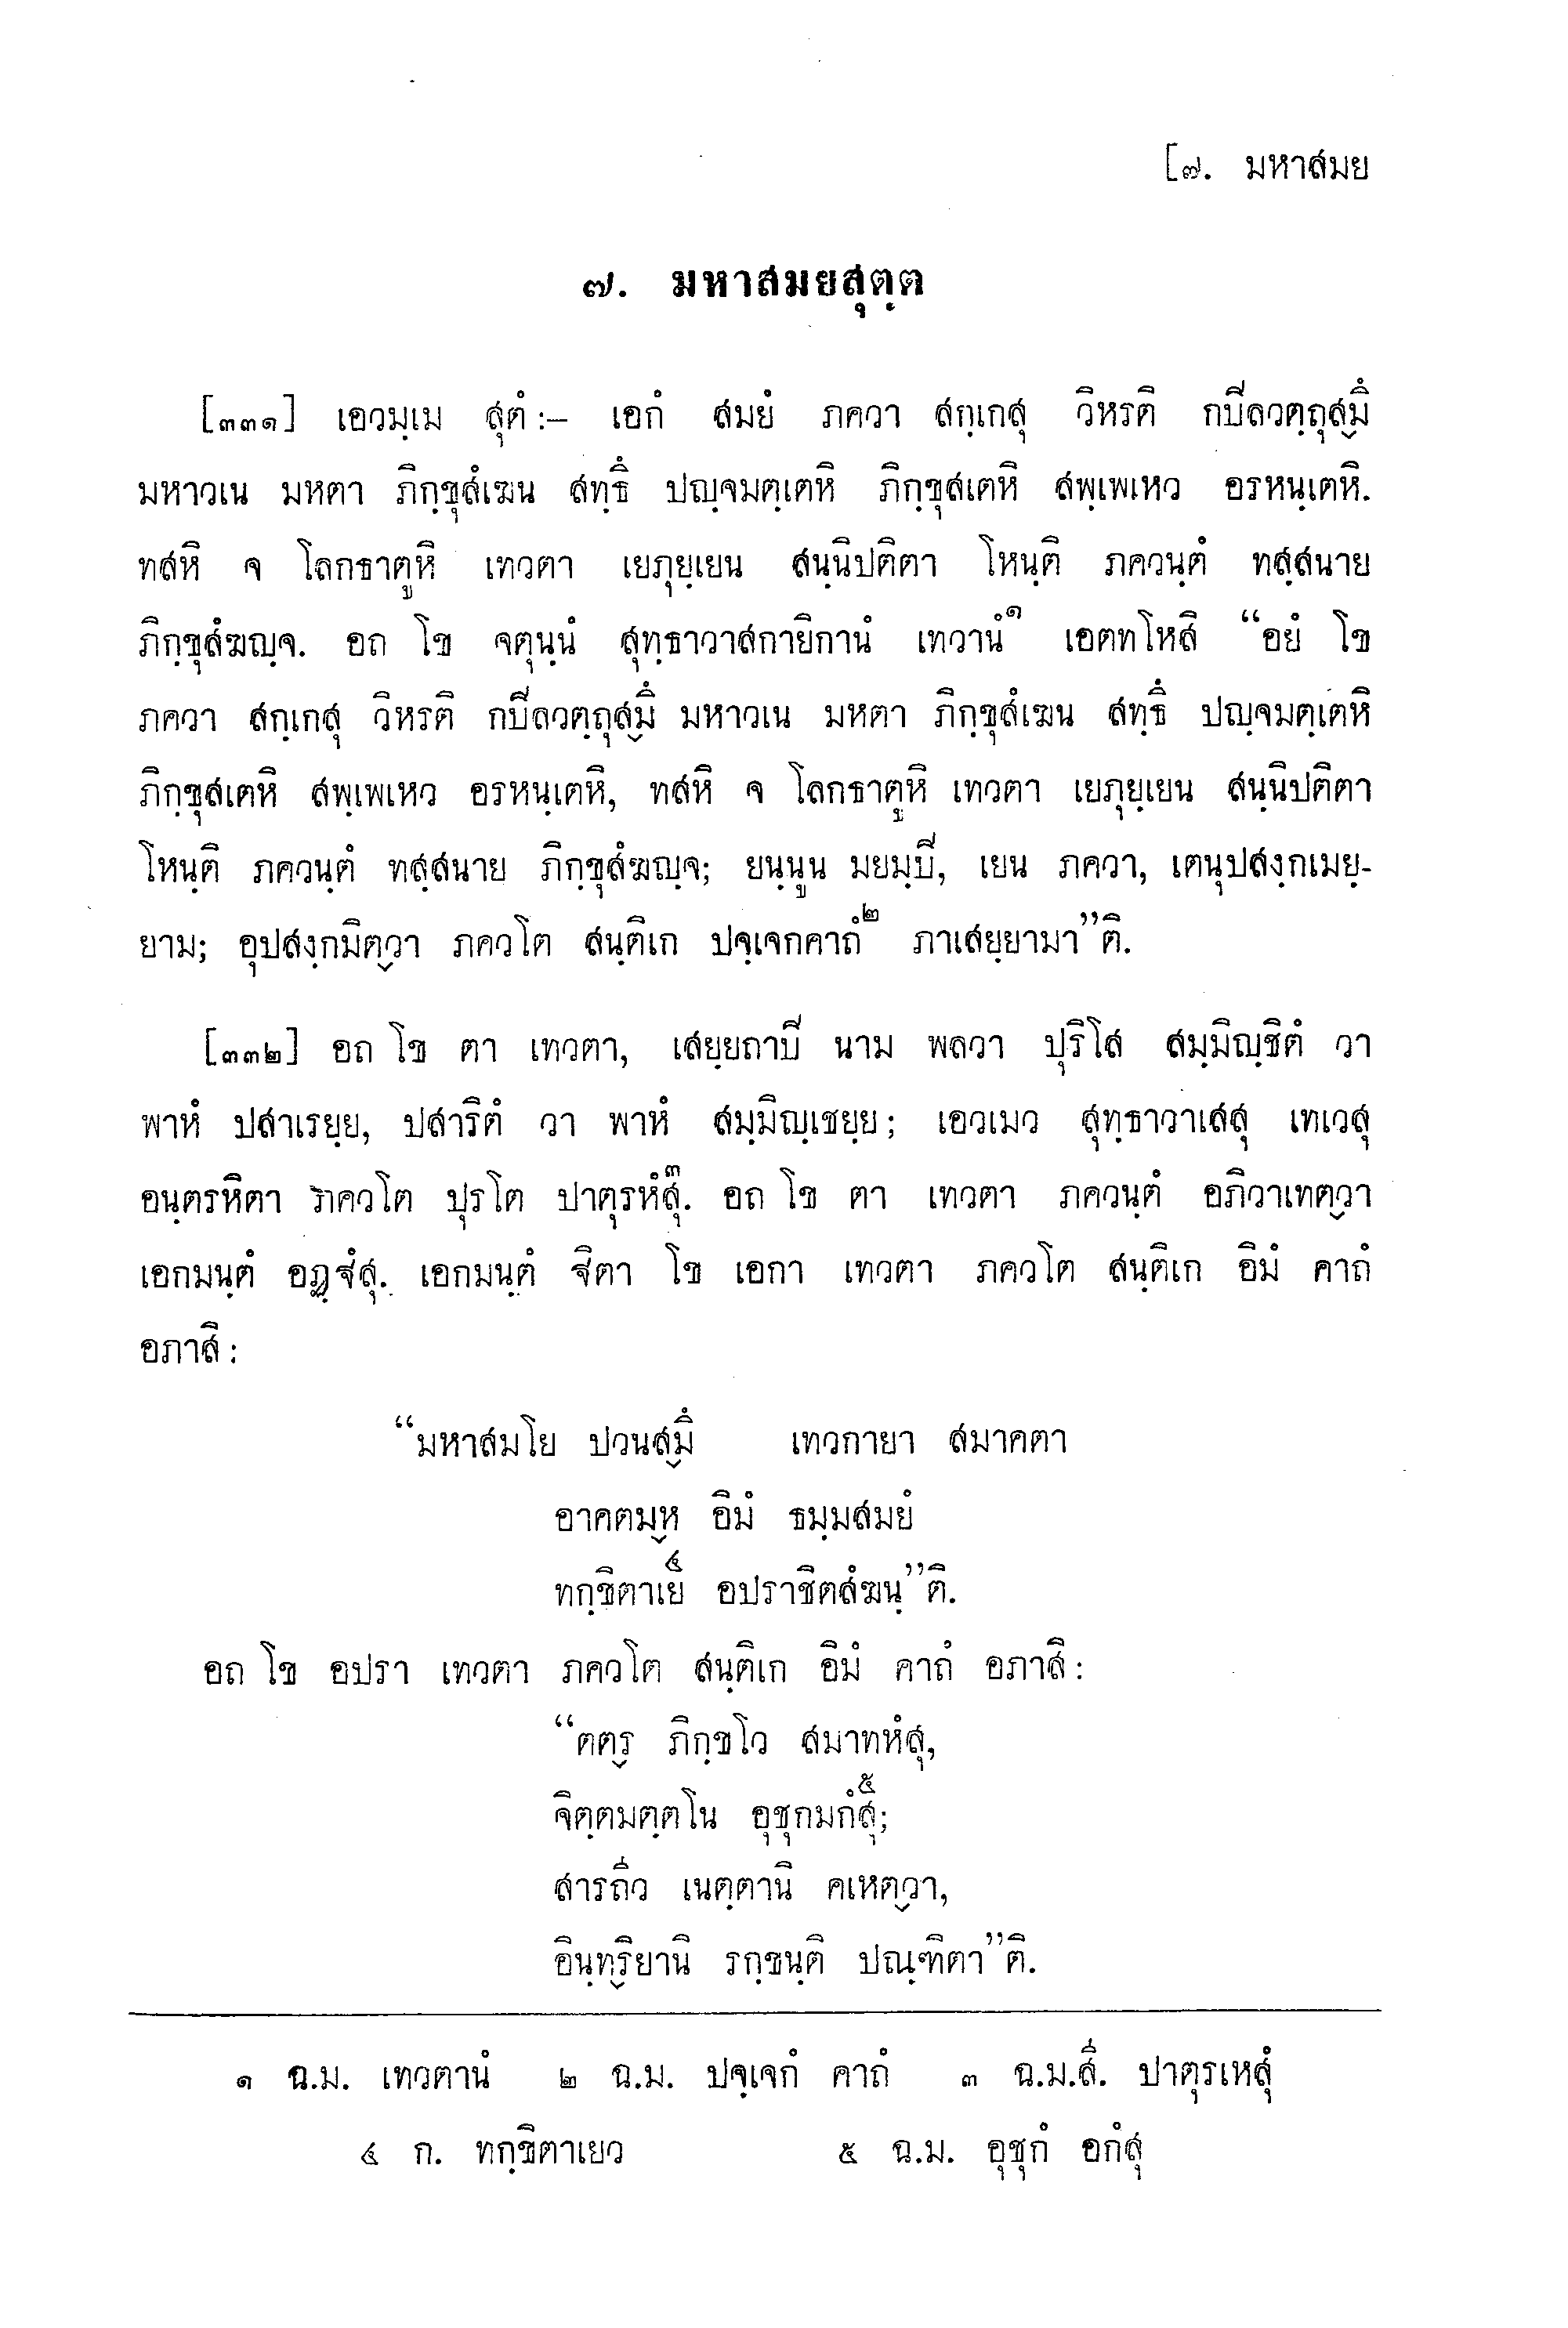 [๗. มหาสมย
๗. มหาสมยสุตฺต
[๓๓๑] เอวมฺเม สุตํ:– เอกํ สมยํ ภควา สกฺเกสุ วิหรติ กปิลวตฺถุสฺมึ
มหาวเน มหตา ภิกฺขุสํเฆน สทฺธึ ปญฺจมตฺเตหิ ภิกฺขุสเตหิ สพฺเพเหว อรหนฺเตหิ.
ทสหิ จ โลกธาตูหิ เทวตา เยภุยฺเยน สนฺนิปติตา โหนฺติ ภควนฺตํ ทสฺสนาย
ภิกฺขุสํฆญฺจ. อถ โข จตุนฺนํ สุทฺธาวาสกายิกานํ เทวานํ๑ เอตทโหสิ “อยํ โข
ภควา สกฺเกสุ วิหรติ กปิลวตฺถุสฺมึ มหาวเน มหตา ภิกฺขุสํเฆน สทฺธึ ปญฺจมตฺเตหิ
ภิกฺขุสเตหิ สพฺเพเหว อรหนฺเตหิ, ทสหิ จ โลกธาตูหิ เทวตา เยภุยฺเยน สนฺนิปติตา
โหนฺติ ภควนฺตํ ทสฺสนาย ภิกฺขุสํฆญฺจ; ยนฺนูน มยมฺปิ, เยน ภควา, เตนุปสงฺกเมยฺ-
ยาม; อุปสงฺกมิตฺวา ภควโต สนฺติเก ปจฺเจกคาถํ๒ ภาเสยฺยามา”ติ.
[๓๓๒] อถ โข ตา เทวตา, เสยฺยถาปิ นาม พลวา ปุริโส สมฺมิญฺชิตํ วา
พาหํ ปสาเรยฺย, ปสาริตํ วา พาหํ สมฺมิญฺเชยฺย; เอวเมว สุทฺธาวาเสสุ เทเวสุ
อนฺตรหิตา ภควโต ปุรโต ปาตุรหํสุ๓. อถ โข ตา เทวตา ภควนฺตํ อภิวาเทตฺวา
เอกมนฺตํ อฏฺฐํสุ. เอกมนฺตํ ฐิตา โข เอกา เทวตา ภควโต สนฺติเก อิมํ คาถํ
อภาสิ:
“มหาสมโย ปวนสฺมึ เทวกายา สมาคตา
อาคตมฺห อิมํ ธมฺมสมยํ
ทกฺขิตาเย๔ อปราชิตสํฆนฺ”ติ.
อถ โข อปรา เทวตา ภควโต สนฺติเก อิมํ คาถํ อภาสิ:
“ตตฺร ภิกฺขโว สมาทหํสุ,
จิตฺตมตฺตโน อุชุกมกํสุ๕;
สารถิว เนตฺตานิ คเหตฺวา,
อินฺทฺริยานิ รกฺขนฺติ ปณฺฑิตา”ติ.
๑ ฉ.ม. เทวตานํ ๒ ฉ.ม. ปจฺเจกํ คาถํ ๓ ฉ.ม.สิ. ปาตุรเหสุํ
๔ ก. ทกฺขิตาเยว ๕ ฉ.ม. อุชุกํ อกํสุ